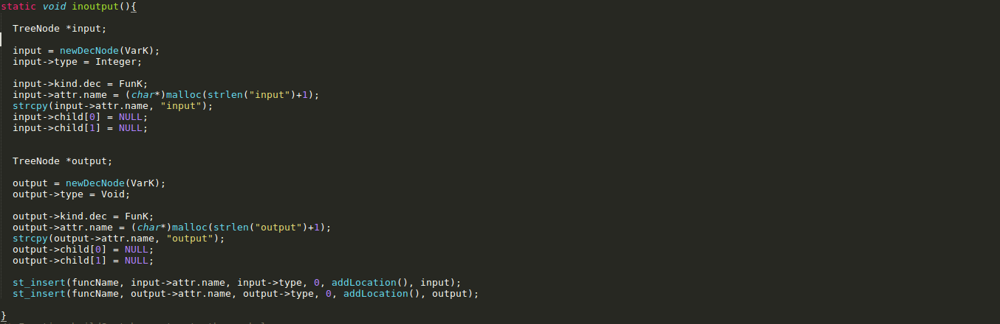 static void inoutput(){
TreeNode *input;
input = newDecNode(VarK);
input->type = Integer;
input->kind.dec = FunK;
input->attr.name = (char*)malloc(strlen("input")+1);
strcpy(input->attr.name, "input");
input->child[0] = NULL;
input->child[1] = NULL;
TreeNode *output;
output = newDecNode(VarK);
output->type = Void;
output->kind.dec = FunK;
output->attr.name = (char*)malloc(strlen("output")+1);
strcpy(output->attr.name, "output");
output->child[0] = NULL;
output->child[1] = NULL;
st_insert(funcName, input->attr.name, input->type, 0, addLocation(), input);
st_insert(funcName, output->attr.name, output->type, 0, addLocation(), output);
}